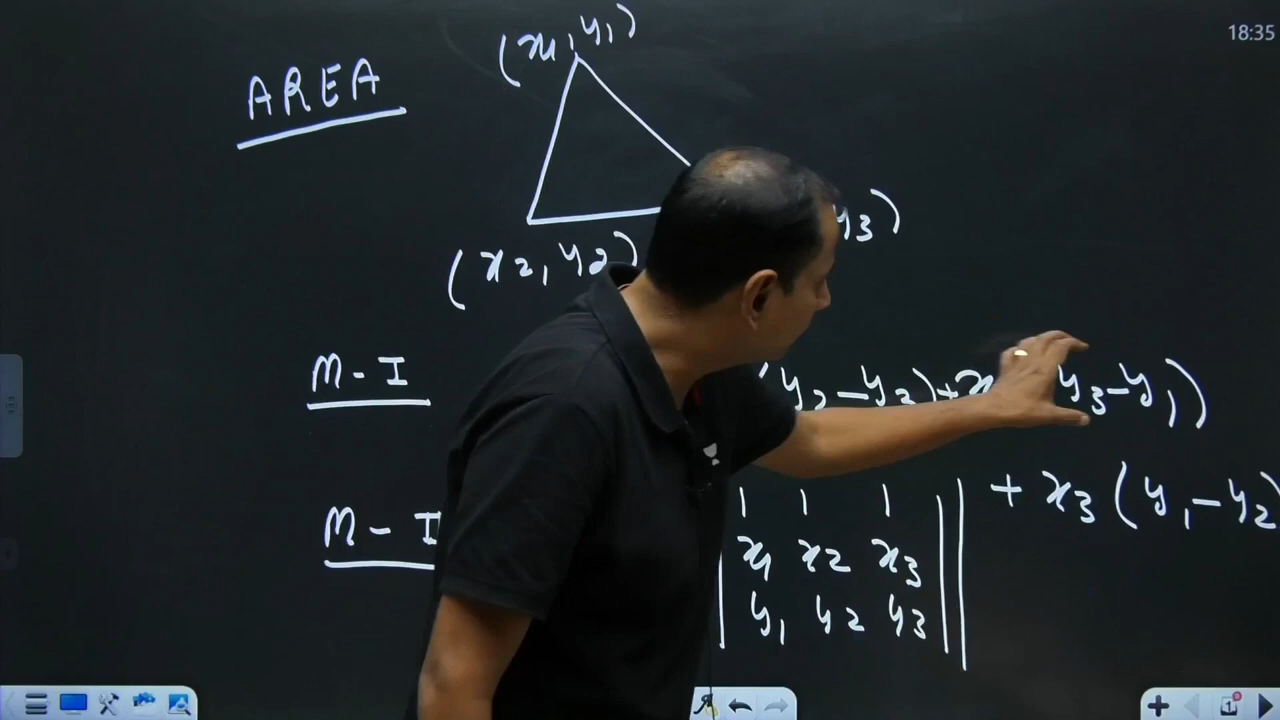 18:35
(x1, y1)
AREA
y3)
(x2, y2)
M-I (y2-y3)+x y3-y1)
+ x3(y1-y2)
M-I 1 1 1
x1 x2 x3
y1 y2 y3
1